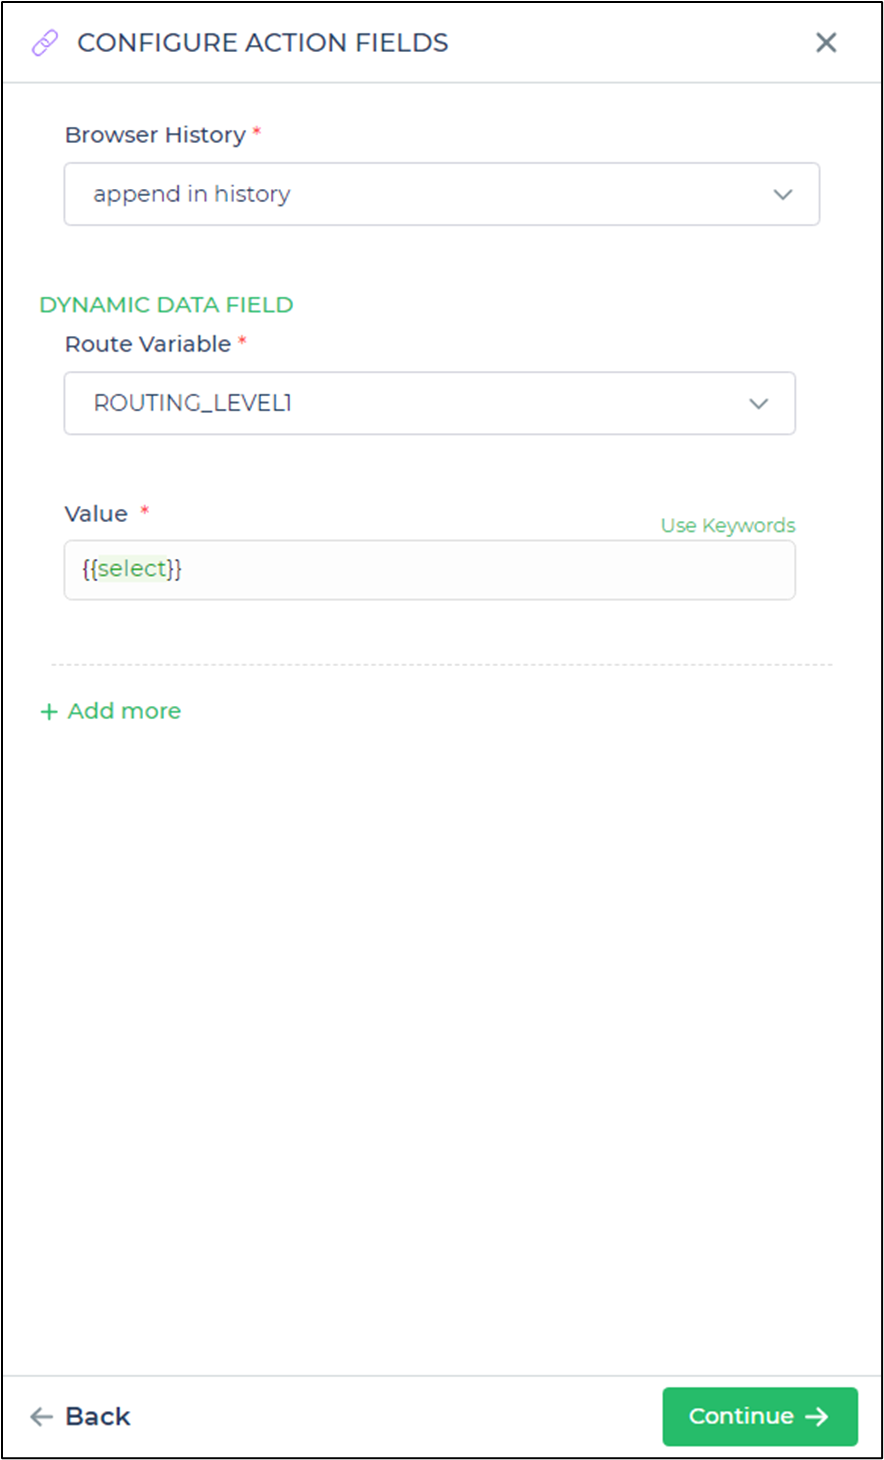 CONFIGURE ACTION FIELDS
Browser History *
append in history
DYNAMIC DATA FIELD
Route Variable *
ROUTING_LEVEL1
Value *
Use Keywords
{{select}}
+ Add more
Back
Continue